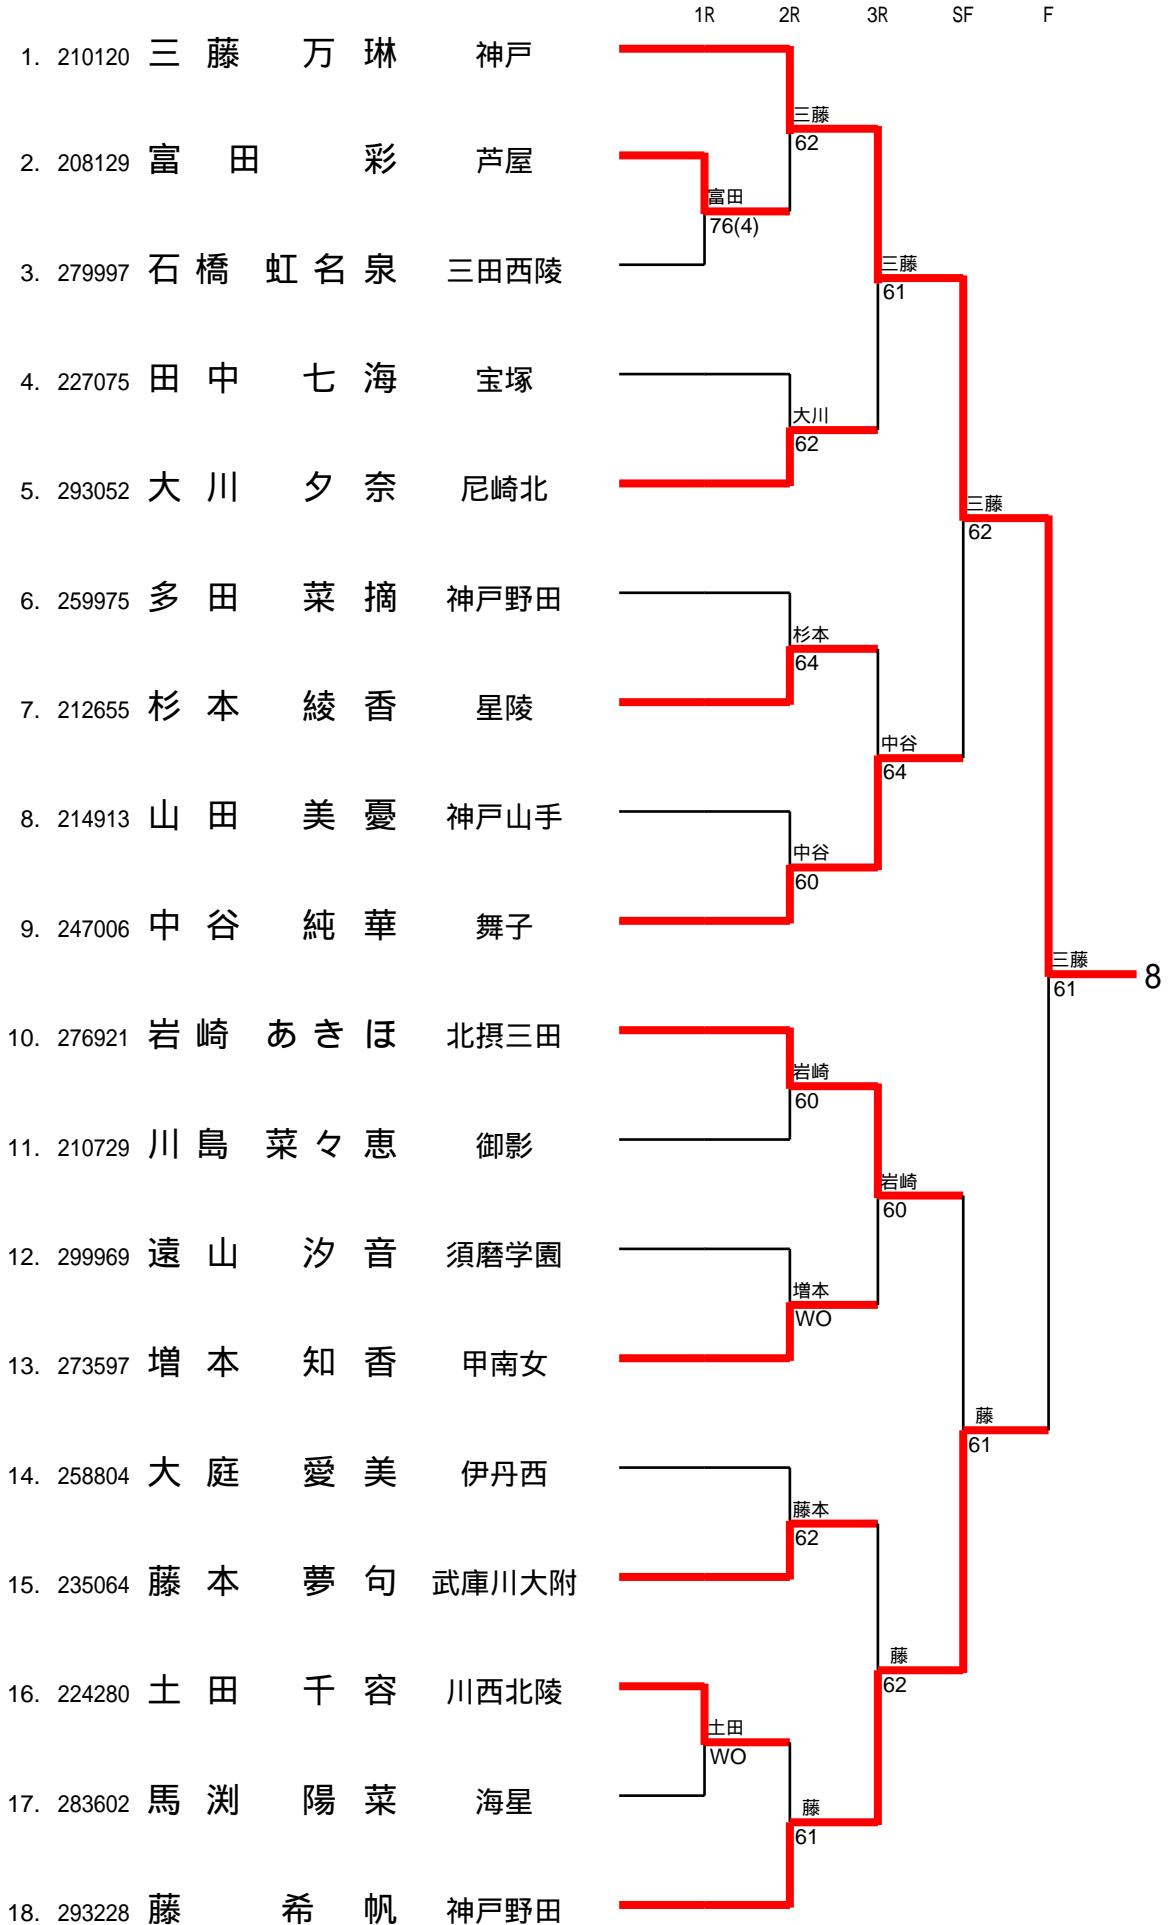 1R 2R 3R SF F
1. 210120 三藤 万琳 神戸
三藤
62
2. 208129 富田 彩 芦屋
富田
76(4)
3. 279997 石橋 虹名泉 三田西陵
三藤
61
4. 227075 田中 七海 宝塚
大川
62
5. 293052 大川 夕奈 尼崎北
三藤
62
6. 259975 多田 菜摘 神戸野田
杉本
64
7. 212655 杉本 綾香 星陵
中谷
64
8. 214913 山田 美憂 神戸山手
中谷
60
9. 247006 中谷 純華 舞子
三藤
61
8
10. 276921 岩崎 あきほ 北摂三田
岩崎
60
11. 210729 川島 菜々恵 御影
岩崎
60
12. 299969 遠山 汐音 須磨学園
増本
WO
13. 273597 増本 知香 甲南女
藤
61
14. 258804 大庭 愛美 伊丹西
藤本
62
15. 235064 藤本 夢句 武庫川大附
藤
62
16. 224280 土田 千容 川西北陵
土田
WO
17. 283602 馬渕 陽菜 海星
藤
61
18. 293228 藤 希帆 神戸野田